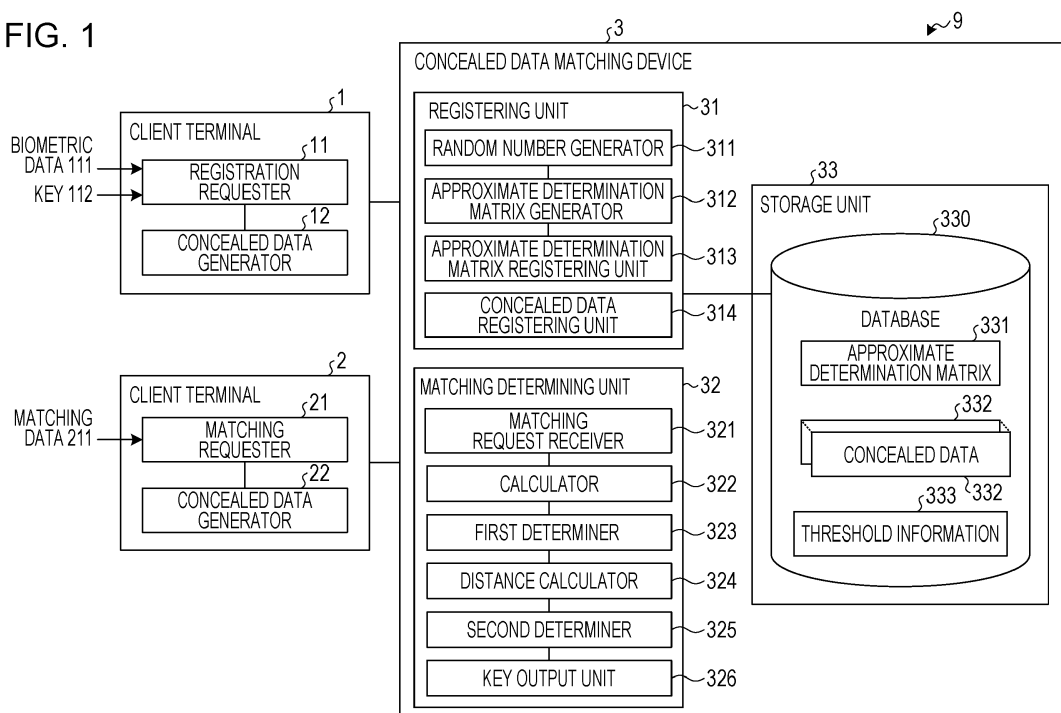 FIG. 1
9
3
CONCEALED DATA MATCHING DEVICE
1
CLIENT TERMINAL
BIOMETRIC
DATA 111
KEY 112
11
REGISTRATION
REQUESTER
12
CONCEALED DATA
GENERATOR
31
REGISTERING UNIT
RANDOM NUMBER GENERATOR
311
APPROXIMATE DETERMINATION
MATRIX GENERATOR
312
APPROXIMATE DETERMINATION
MATRIX REGISTERING UNIT
313
CONCEALED DATA
REGISTERING UNIT
314
33
STORAGE UNIT
330
DATABASE
331
APPROXIMATE
DETERMINATION MATRIX
332
CONCEALED DATA
332
333
THRESHOLD INFORMATION
2
CLIENT TERMINAL
MATCHING
DATA 211
21
MATCHING
REQUESTER
22
CONCEALED DATA
GENERATOR
MATCHING DETERMINING UNIT
32
MATCHING
REQUEST RECEIVER
321
CALCULATOR
322
FIRST DETERMINER
323
DISTANCE CALCULATOR
324
SECOND DETERMINER
325
KEY OUTPUT UNIT
326